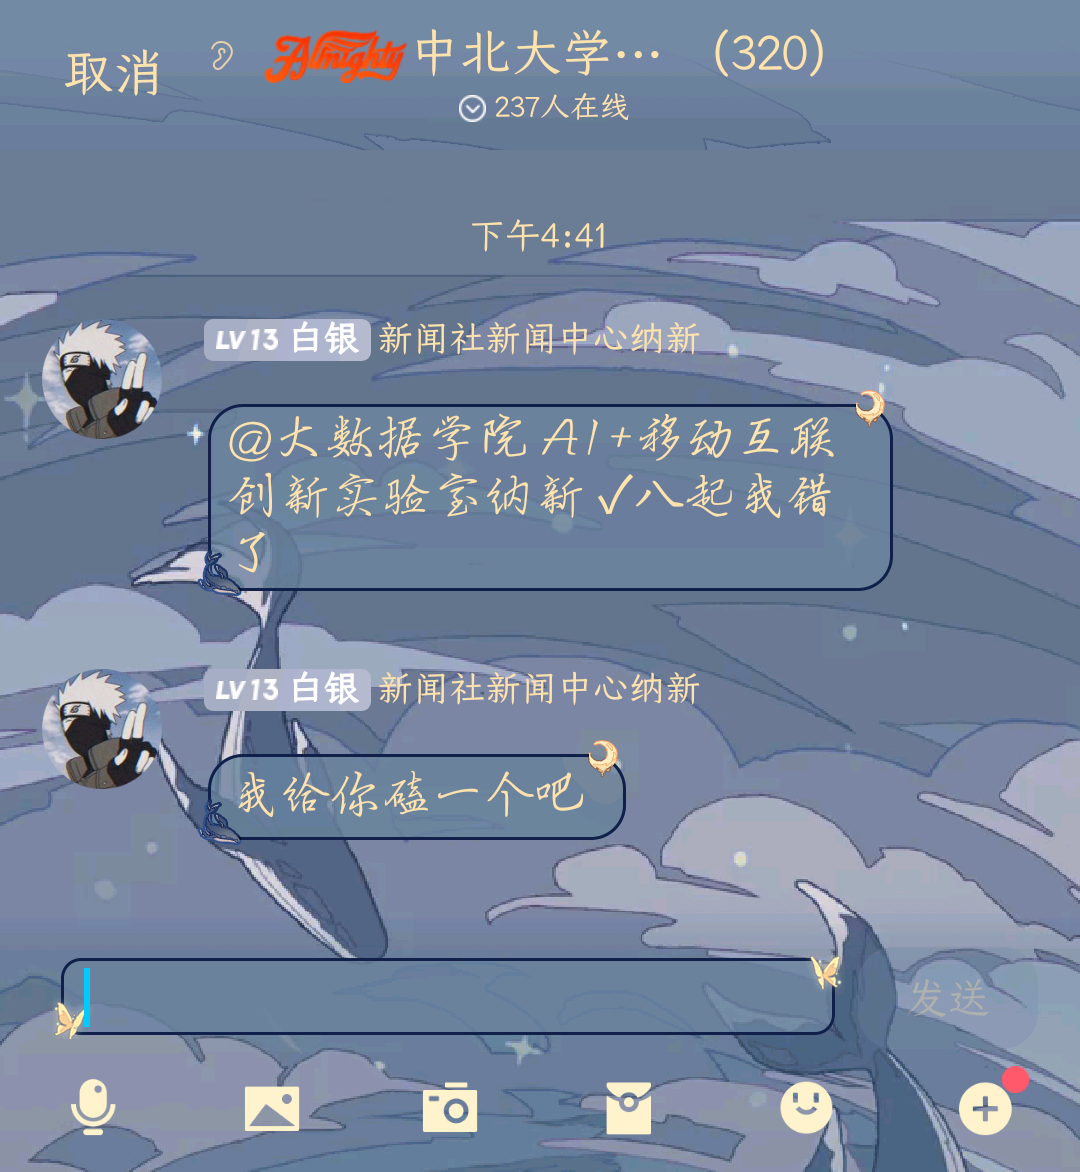 取消
Almighty 中北大学… (320)
237人在线
下午4:41
LV13 白银 新闻社新闻中心纳新
@大数据学院 AI+移动互联
创新实验室纳新✓八起我错
了
LV13 白银 新闻社新闻中心纳新
我给你磕一个吧
发送